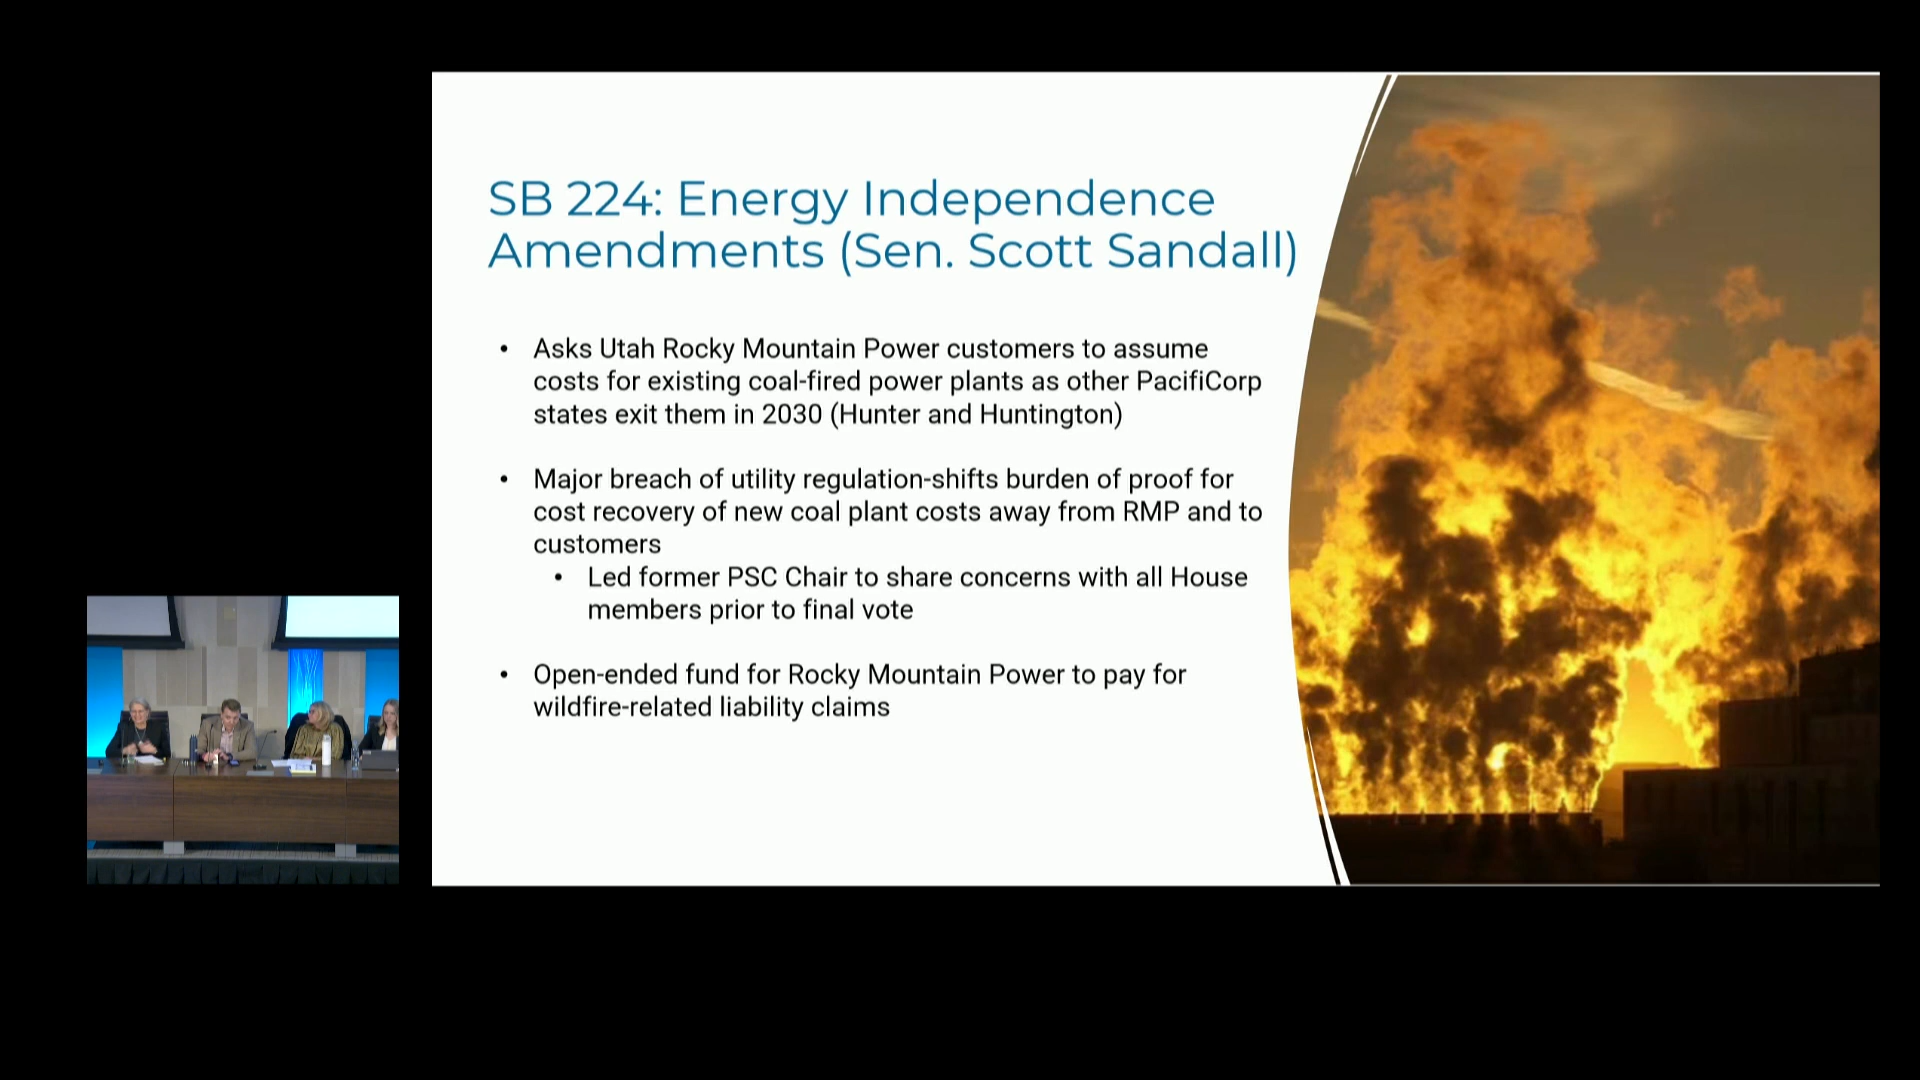 SB 224: Energy Independence
Amendments (Sen. Scott Sandall)
• Asks Utah Rocky Mountain Power customers to assume
costs for existing coal-fired power plants as other PacifiCorp
states exit them in 2030 (Hunter and Huntington)
• Major breach of utility regulation-shifts burden of proof for
cost recovery of new coal plant costs away from RMP and to
customers
• Led former PSC Chair to share concerns with all House
members prior to final vote
• Open-ended fund for Rocky Mountain Power to pay for
wildfire-related liability claims